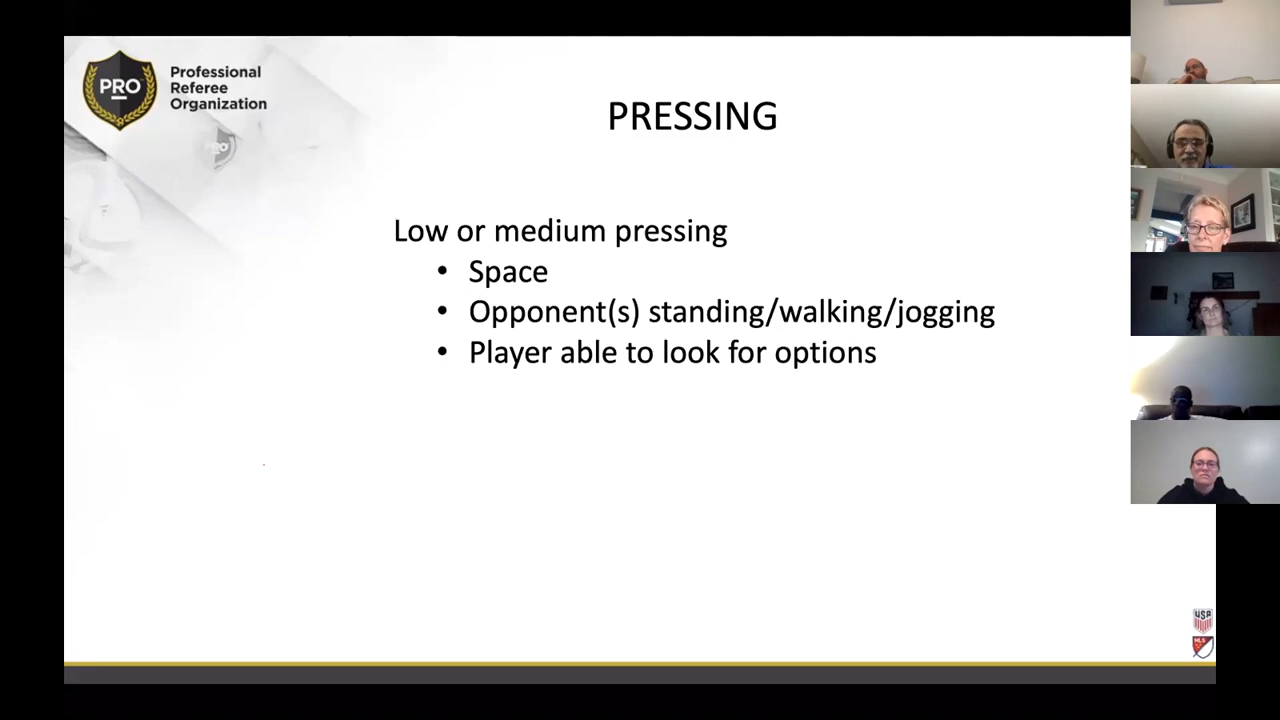 PRO
Professional
Referee
Organization
PRESSING
Low or medium pressing
• Space
• Opponent(s) standing/walking/jogging
• Player able to look for options
USA
MLS